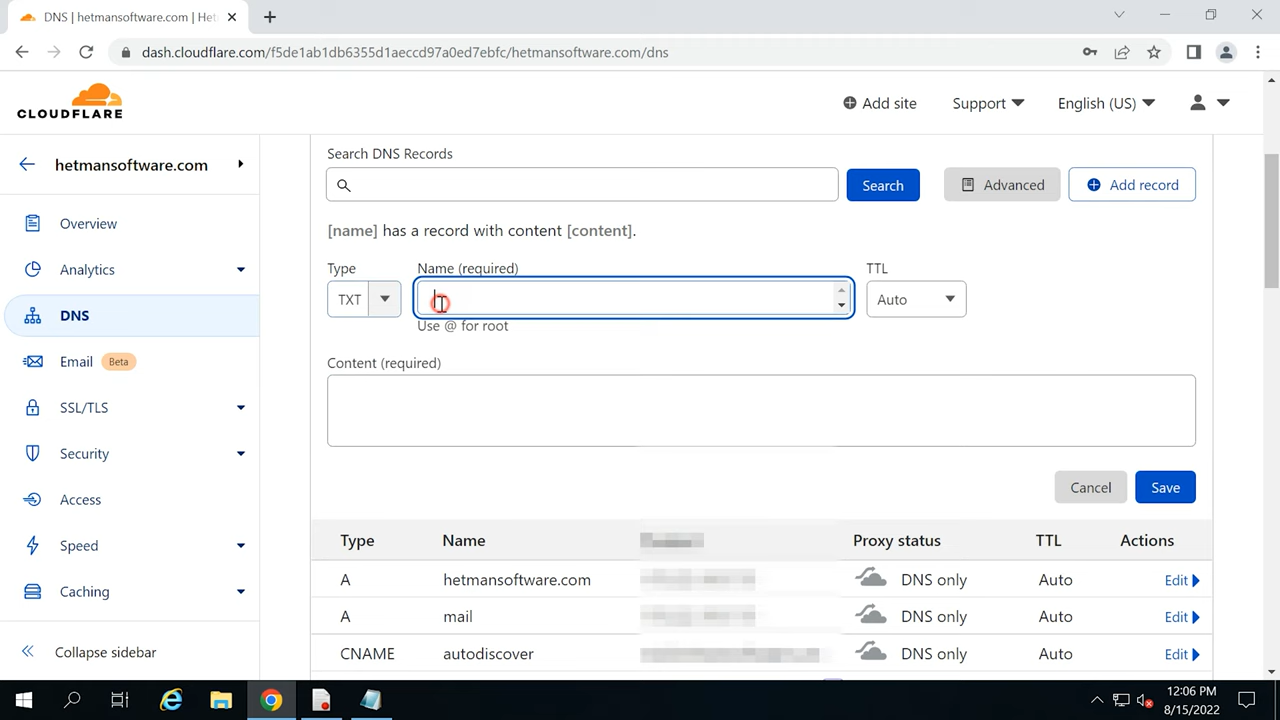 DNS | hetmansoftware.com | Het
dash.cloudflare.com/f5de1ab1db6355d1aeccd97a0ed7ebfc/hetmansoftware.com/dns
CLOUDFLARE
Add site
Support
English (US)
hetmansoftware.com
Overview
Analytics
DNS
Email Beta
SSL/TLS
Security
Access
Speed
Caching
Collapse sidebar
Search DNS Records
Search
Advanced
Add record
[name] has a record with content [content].
Type Name (required) TTL
TXT Auto
Use @ for root
Content (required)
Cancel Save
Type Name Proxy status TTL Actions
A hetmansoftware.com DNS only Auto Edit
A mail DNS only Auto Edit
CNAME autodiscover DNS only Auto Edit
12:06 PM
8/15/2022